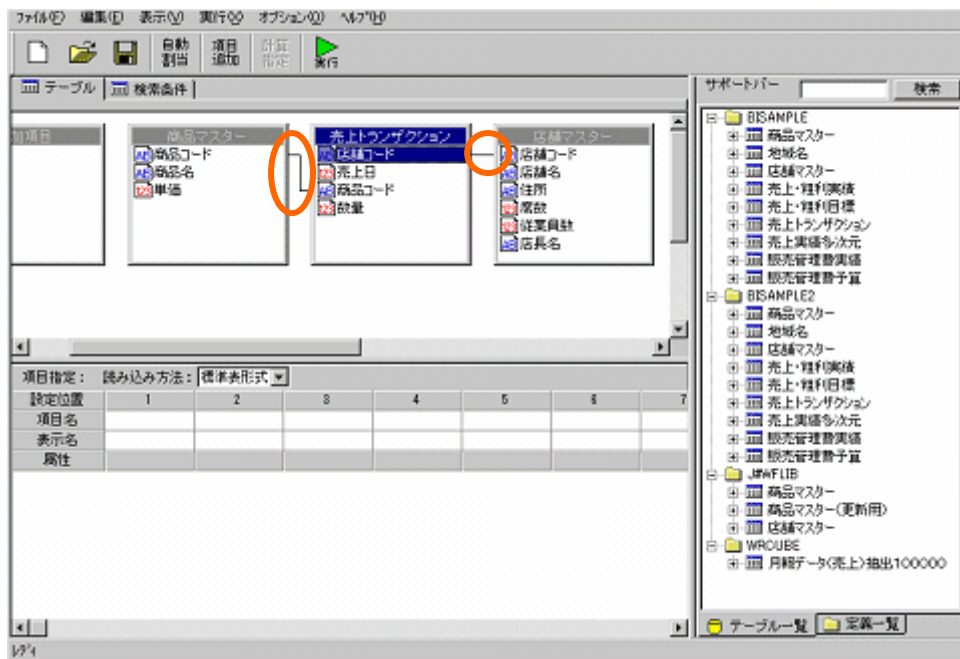 ﾌｧｲﾙ(F) 編集(E) 表示(V) 実行(X) ｵﾌﾟｼｮﾝ(O) ﾍﾙﾌﾟ(H)
自動割当 項目追加 計算指定 実行
テーブル 検索条件
サポートバー 検索
加項目
商品マスター
商品コード
商品名
単価
売上トランザクション
店舗コード
売上日
商品コード
数量
店舗マスター
店舗コード
店舗名
住所
席数
従業員数
店長名
項目指定： 読み込み方法： 標準表形式
設定位置 1 2 3 4 5 6 7
項目名
表示名
属性
BISAMPLE
商品マスター
地域名
店舗マスター
売上・粗利実績
売上・粗利目標
売上トランザクション
売上実績多次元
販売管理費実績
販売管理費予算
BISAMPLE2
商品マスター
地域名
店舗マスター
売上・粗利実績
売上・粗利目標
売上トランザクション
売上実績多次元
販売管理費実績
販売管理費予算
J#WFLIB
商品マスター
商品マスター(更新用)
店舗マスター
WRCUBE
月報データ(売上)抽出100000
テーブル一覧 定義一覧
ﾚﾃﾞｨ